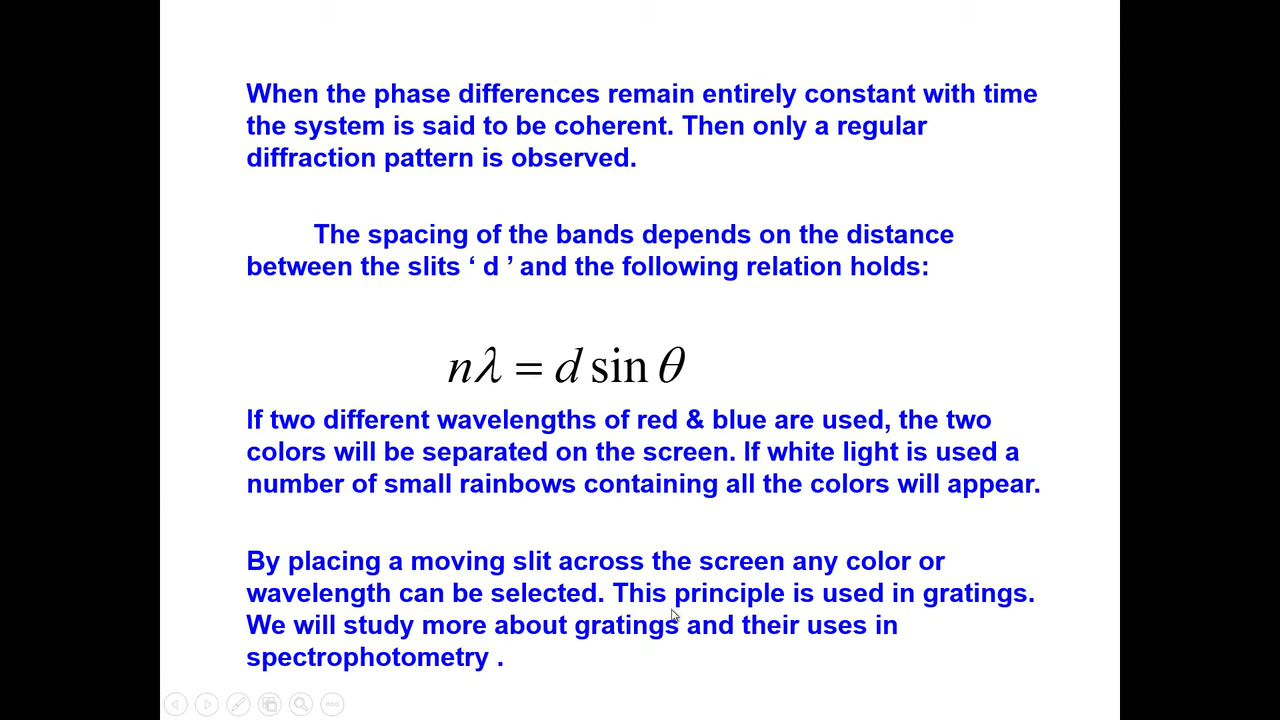 When the phase differences remain entirely constant with time
the system is said to be coherent. Then only a regular
diffraction pattern is observed.
The spacing of the bands depends on the distance
between the slits ‘ d ’ and the following relation holds:
nλ = d sin θ
If two different wavelengths of red & blue are used, the two
colors will be separated on the screen. If white light is used a
number of small rainbows containing all the colors will appear.
By placing a moving slit across the screen any color or
wavelength can be selected. This principle is used in gratings.
We will study more about gratings and their uses in
spectrophotometry .